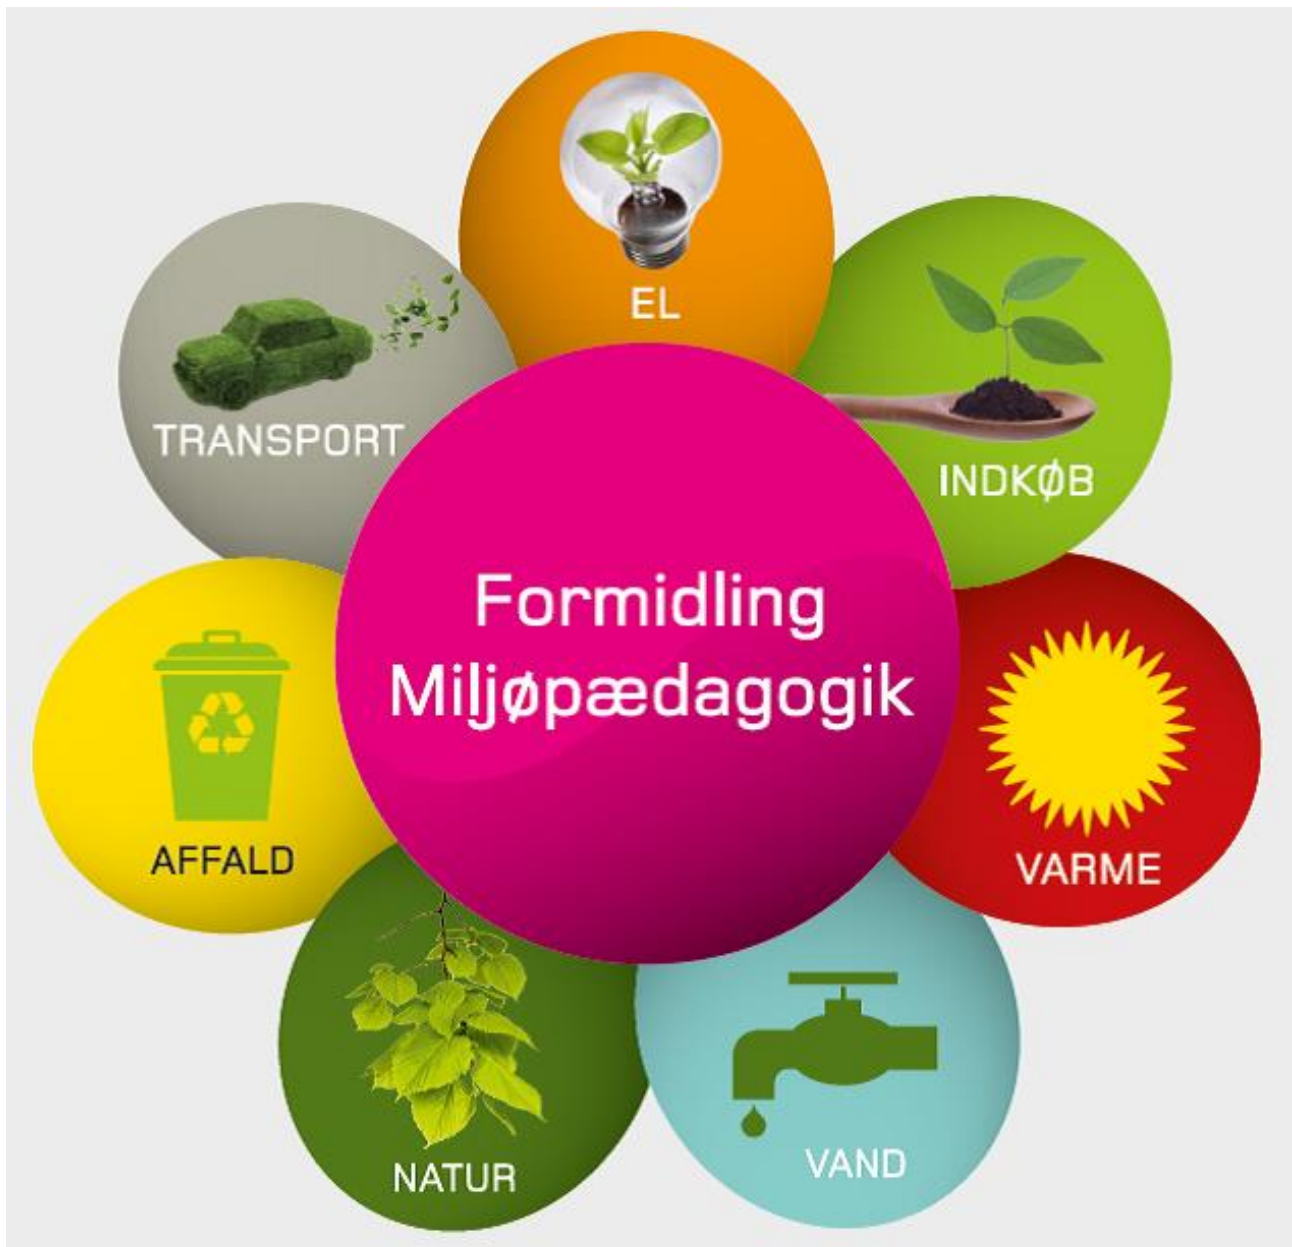 EL
INDKØB
TRANSPORT
Formidling
Miljøpædagogik
AFFALD
VARME
NATUR
VAND